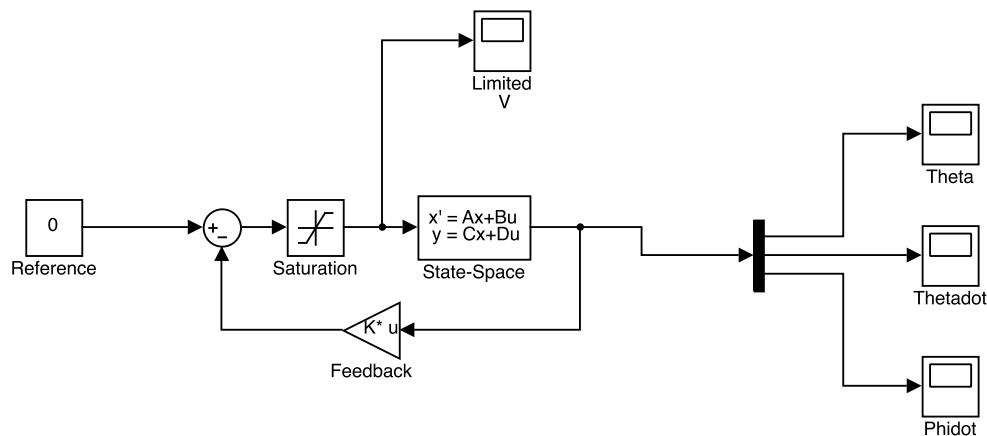 Limited
V
Theta
0
Reference
+
−
Saturation
x' = Ax+Bu
y = Cx+Du
State-Space
Thetadot
K* u
Feedback
Phidot